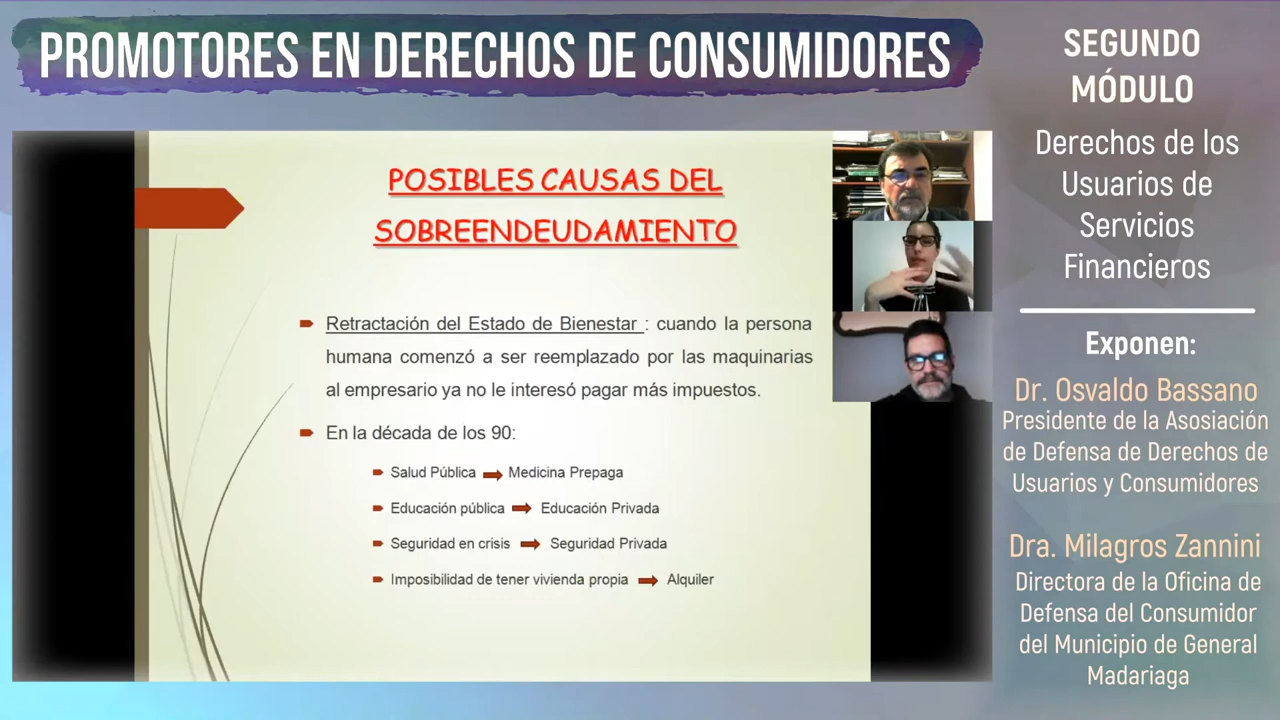 PROMOTORES EN DERECHOS DE CONSUMIDORES
POSIBLES CAUSAS DEL
SOBREENDEUDAMIENTO
Retractación del Estado de Bienestar : cuando la persona
humana comenzó a ser reemplazado por las maquinarias
al empresario ya no le interesó pagar más impuestos.
En la década de los 90:
Salud Pública Medicina Prepaga
Educación pública Educación Privada
Seguridad en crisis Seguridad Privada
Imposibilidad de tener vivienda propia Alquiler
SEGUNDO
MÓDULO
Derechos de los
Usuarios de
Servicios
Financieros
Exponen:
Dr. Osvaldo Bassano
Presidente de la Asosiación
de Defensa de Derechos de
Usuarios y Consumidores
Dra. Milagros Zannini
Directora de la Oficina de
Defensa del Consumidor
del Municipio de General
Madariaga